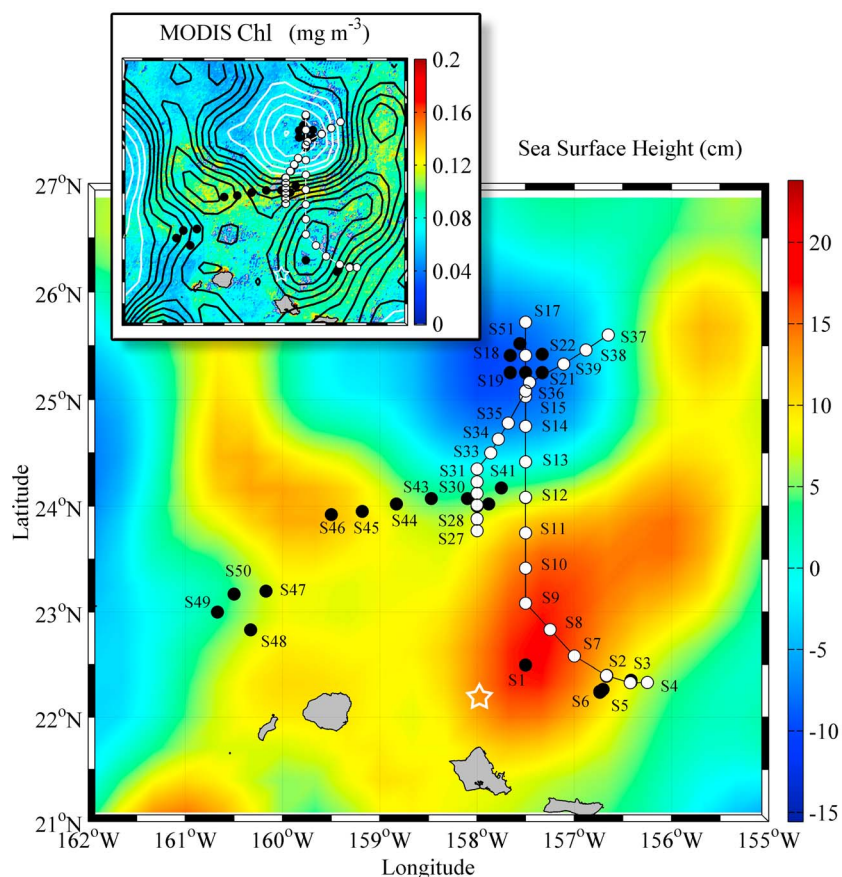 MODIS Chl (mg m-3)
0.2
0.16
0.12
0.08
0.04
0
Sea Surface Height (cm)
27°N
26°N
25°N
24°N
23°N
22°N
21°N
Latitude
S17
S51
S37
S18
S22
S38
S39
S19
S21
S36
S15
S35
S14
S34
S33
S13
S31
S43
S30
S41
S12
S46
S45
S44
S28
S27
S11
S10
S50
S47
S49
S9
S48
S8
S7
S2
S3
S1
S4
S6
S5
20
15
10
5
0
-5
-10
-15
162°W
161°W
160°W
159°W
158°W
157°W
156°W
155°W
Longitude